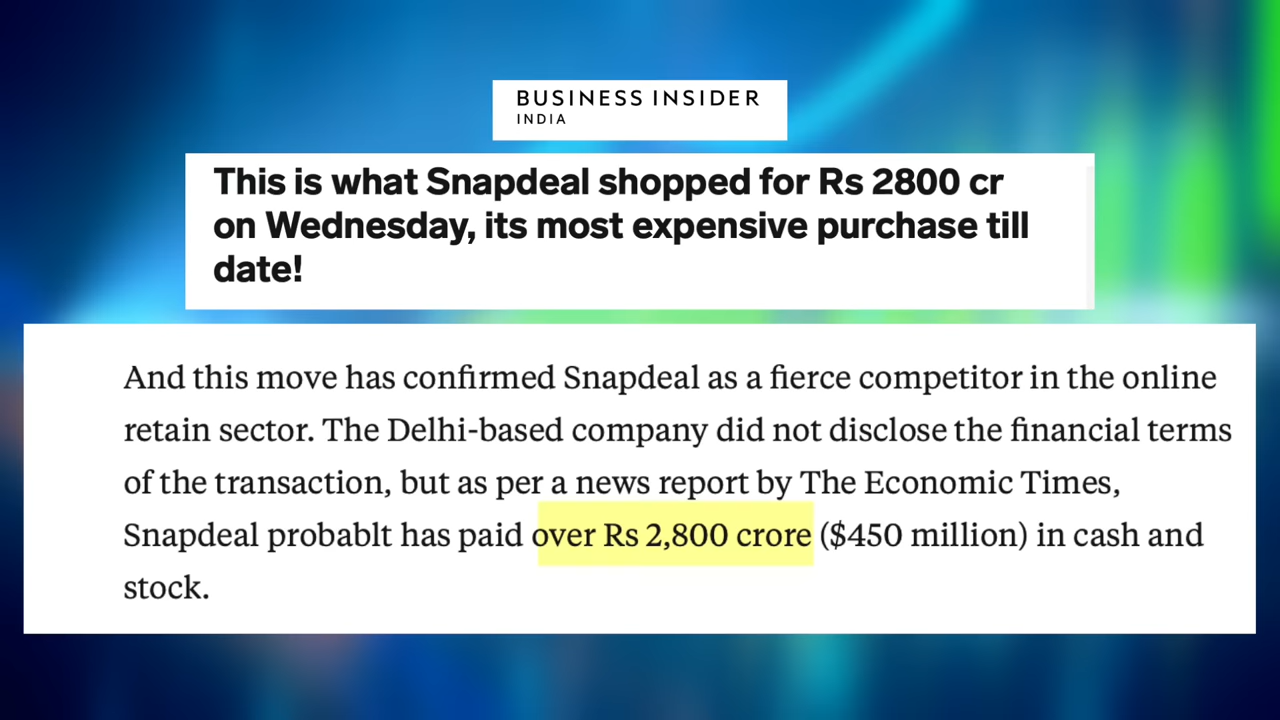 BUSINESS INSIDER
INDIA
This is what Snapdeal shopped for Rs 2800 cr
on Wednesday, its most expensive purchase till
date!
And this move has confirmed Snapdeal as a fierce competitor in the online
retain sector. The Delhi-based company did not disclose the financial terms
of the transaction, but as per a news report by The Economic Times,
Snapdeal probablt has paid over Rs 2,800 crore ($450 million) in cash and
stock.